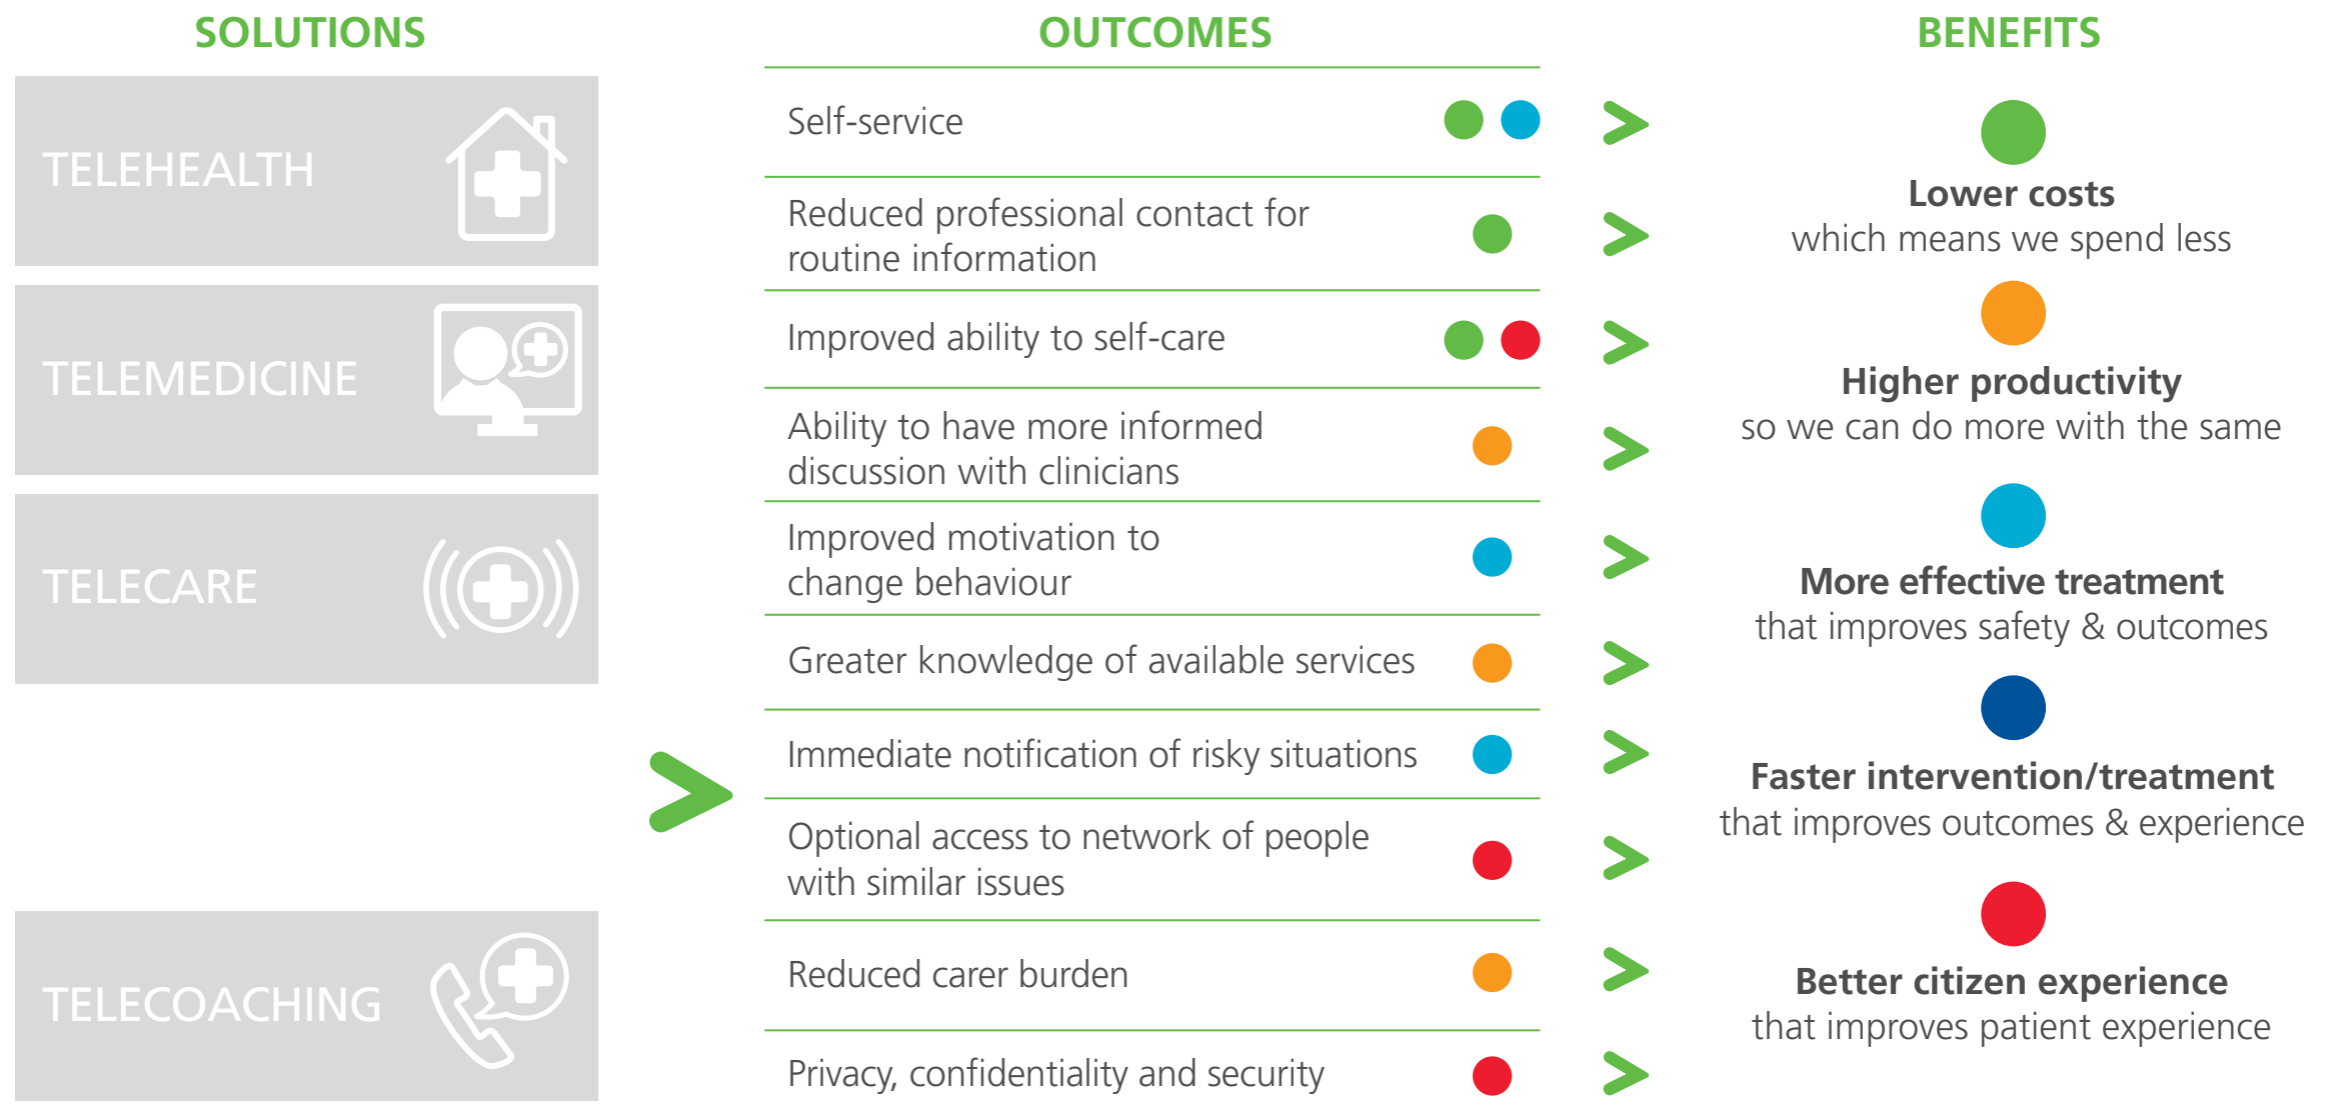 SOLUTIONS
TELEHEALTH
TELEMEDICINE
TELECARE
TELECOACHING
OUTCOMES
Self-service
Reduced professional contact for
routine information
Improved ability to self-care
Ability to have more informed
discussion with clinicians
Improved motivation to
change behaviour
Greater knowledge of available services
Immediate notification of risky situations
Optional access to network of people
with similar issues
Reduced carer burden
Privacy, confidentiality and security
BENEFITS
Lower costs
which means we spend less
Higher productivity
so we can do more with the same
More effective treatment
that improves safety & outcomes
Faster intervention/treatment
that improves outcomes & experience
Better citizen experience
that improves patient experience